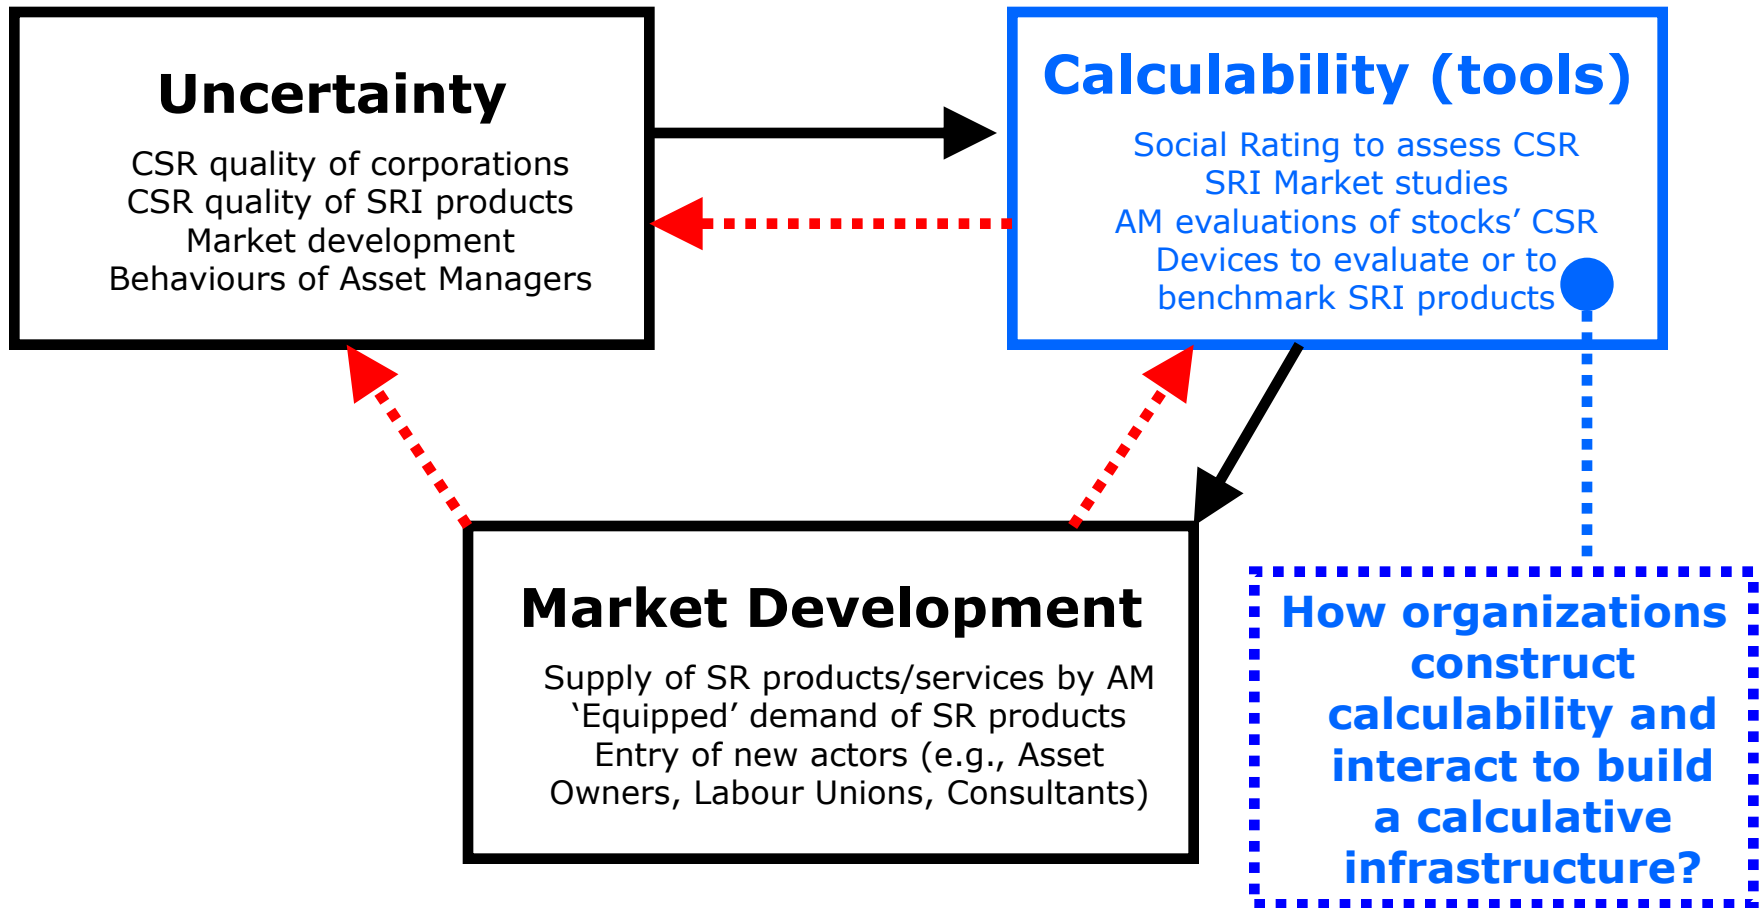 Uncertainty
CSR quality of corporations
CSR quality of SRI products
Market development
Behaviours of Asset Managers
Calculability (tools)
Social Rating to assess CSR
SRI Market studies
AM evaluations of stocks’ CSR
Devices to evaluate or to
benchmark SRI products
Market Development
Supply of SR products/services by AM
‘Equipped’ demand of SR products
Entry of new actors (e.g., Asset
Owners, Labour Unions, Consultants)
How organizations
construct
calculability and
interact to build
a calculative
infrastructure?